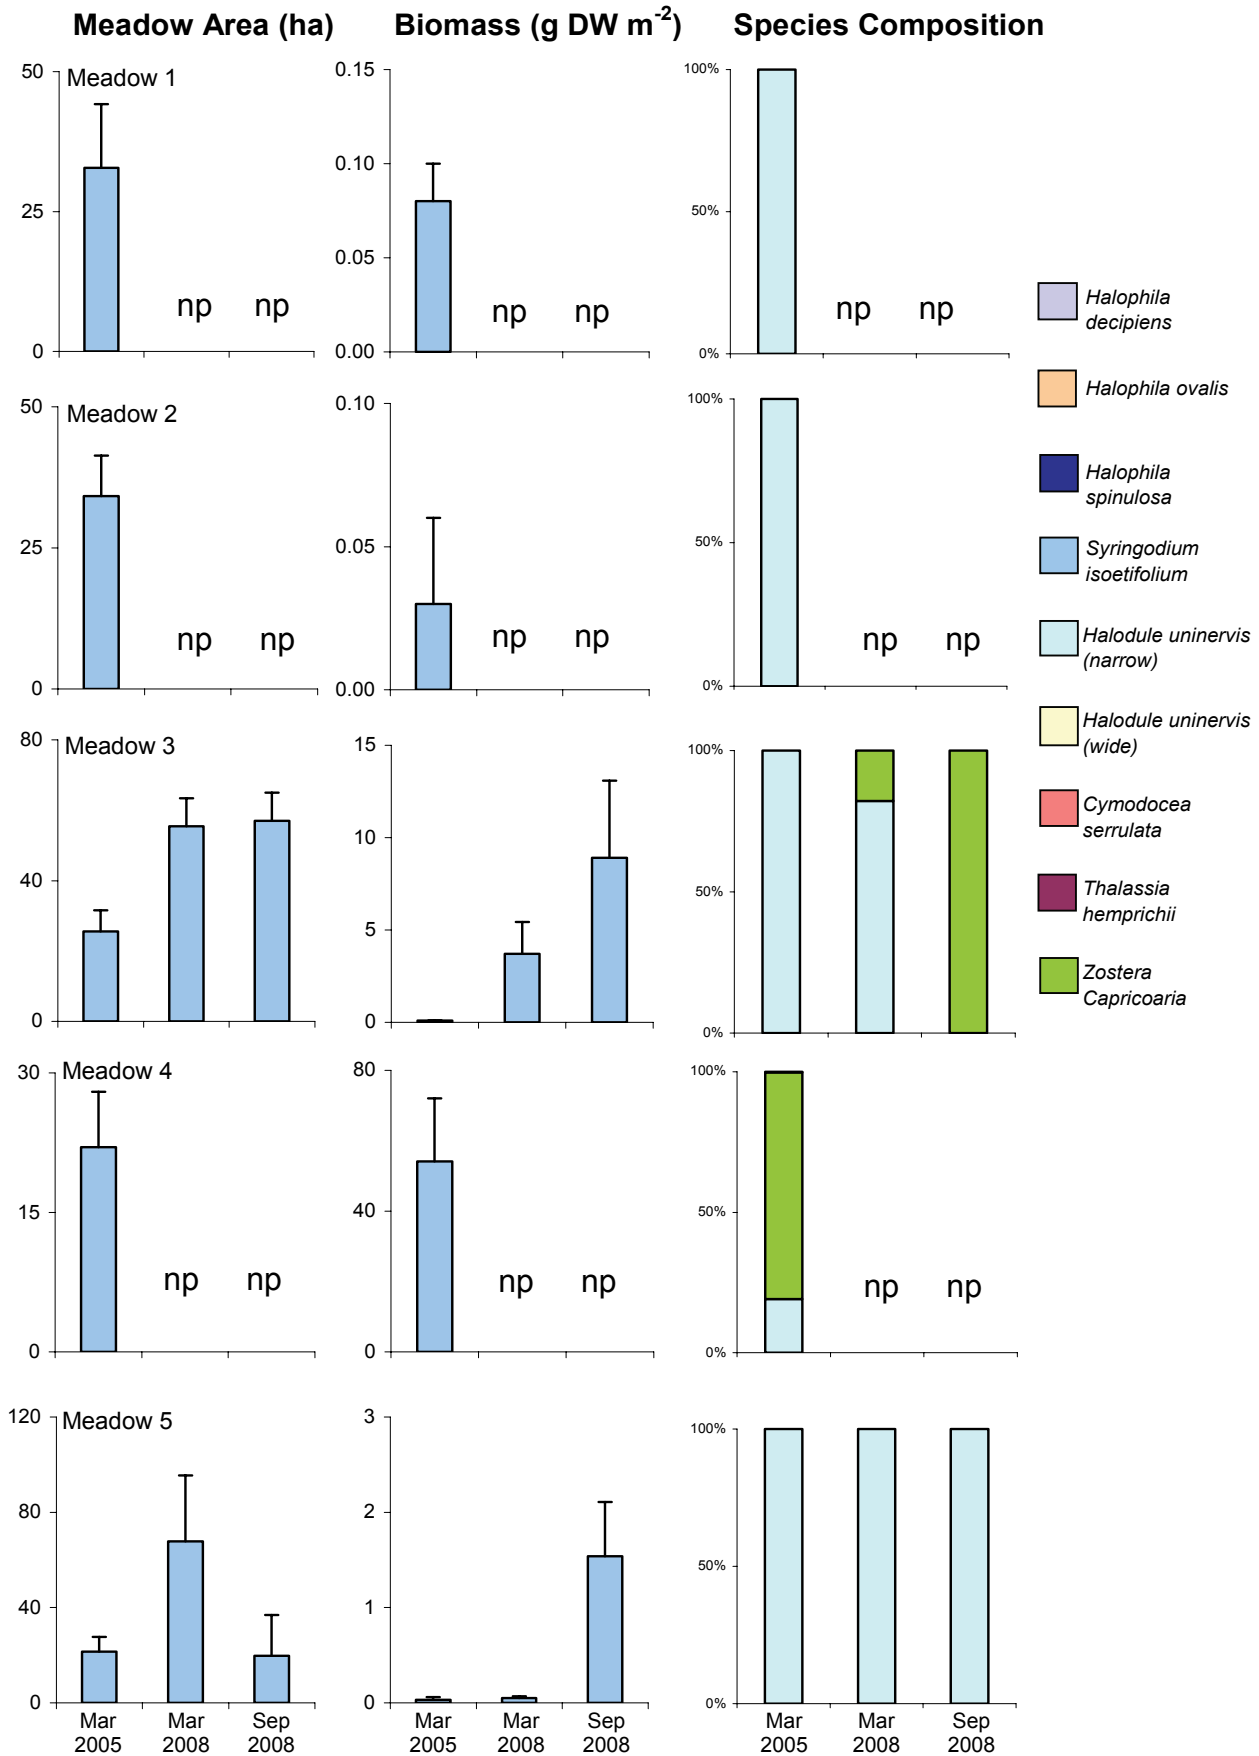 Meadow Area (ha) Biomass (g DW m-2) Species Composition
Meadow 1
50
25
0
np np
0.15
0.10
0.05
0.00
np np
100%
50%
0%
np np
Meadow 2
50
25
0
np np
0.10
0.05
0.00
np np
100%
50%
0%
np np
Meadow 3
80
40
0
15
10
5
0
100%
50%
0%
Meadow 4
30
15
0
np np
80
40
0
np np
100%
50%
0%
np np
Meadow 5
120
80
40
0
Mar Mar Sep
2005 2008 2008
3
2
1
0
Mar Mar Sep
2005 2008 2008
100%
50%
0%
Mar Mar Sep
2005 2008 2008
Halophila
decipiens
Halophila ovalis
Halophila
spinulosa
Syringodium
isoetifolium
Halodule uninervis
(narrow)
Halodule uninervis
(wide)
Cymodocea
serrulata
Thalassia
hemprichii
Zostera
Capricoaria